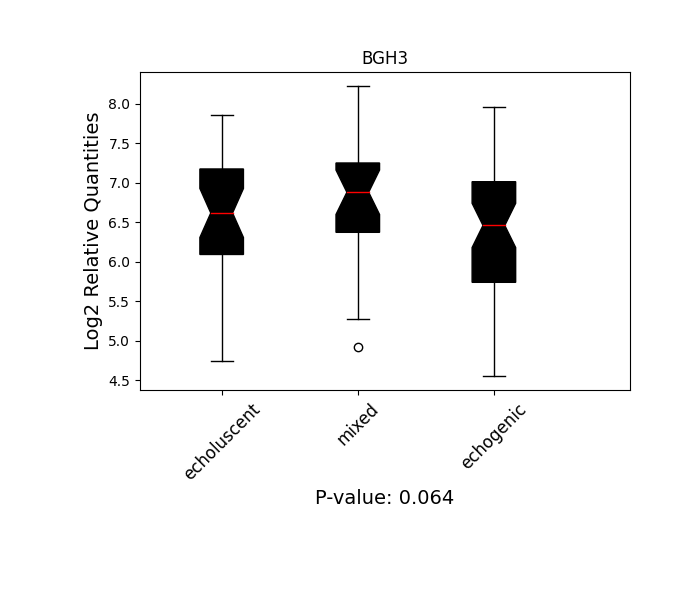 BGH3
Log2 Relative Quantities
8.0
7.5
7.0
6.5
6.0
5.5
5.0
4.5
echoluscent
mixed
echogenic
P-value: 0.064